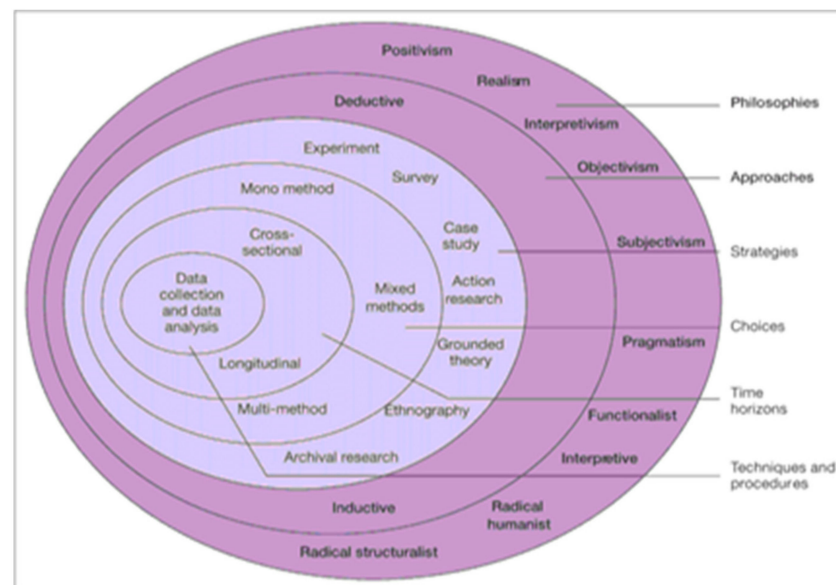 Positivism
Realism
Philosophies
Deductive
Interpretivism
Experiment
Objectivism
Approaches
Survey
Mono method
Case
study
Cross-
sectional
Subjectivism
Strategies
Data
collection
and data
analysis
Mixed
methods
Action
research
Choices
Grounded
theory
Pragmatism
Longitudinal
Time
horizons
Multi-method
Ethnography
Functionalist
Archival research
Interpretive
Techniques and
procedures
Inductive
Radical
humanist
Radical structuralist